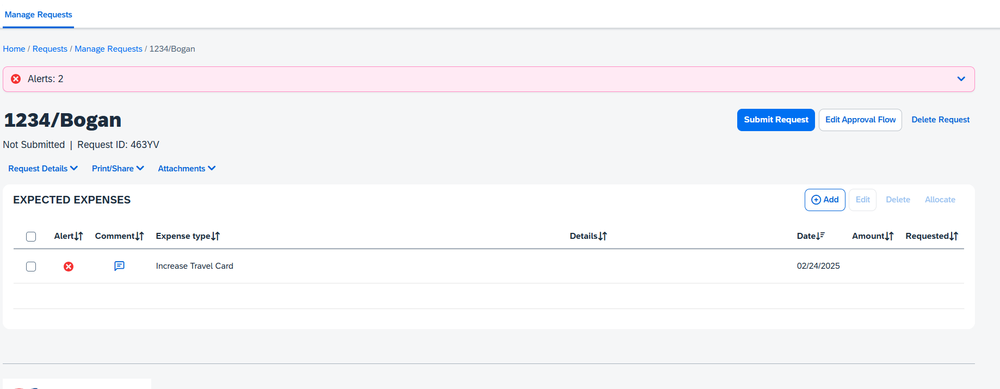 Manage Requests
Home / Requests / Manage Requests / 1234/Bogan
Alerts: 2
1234/Bogan
Submit Request Edit Approval Flow Delete Request
Not Submitted | Request ID: 463YV
Request Details Print/Share Attachments
EXPECTED EXPENSES
Add Edit Delete Allocate
Alert Comment Expense type Details Date Amount Requested
Increase Travel Card 02/24/2025